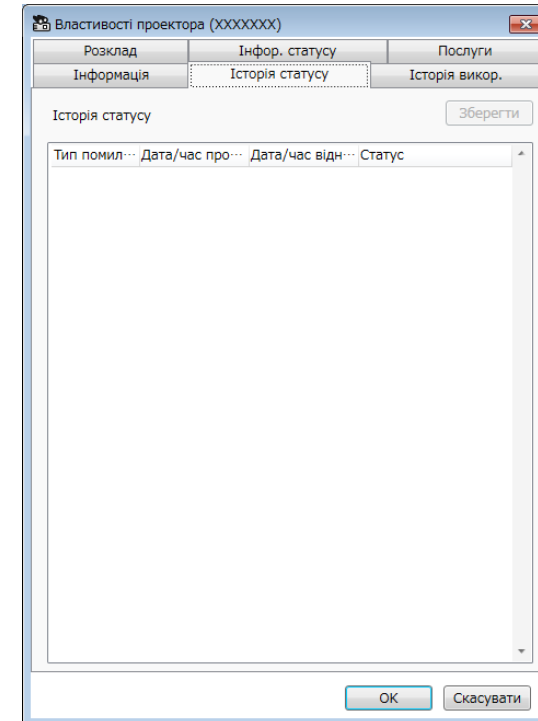 Властивості проектора (XXXXXXX)
Розклад Інфор. статусу Послуги
Інформація Історія статусу Історія викор.
Історія статусу Зберегти
Тип помил··· Дата/час про··· Дата/час відн··· Статус
OK Скасувати